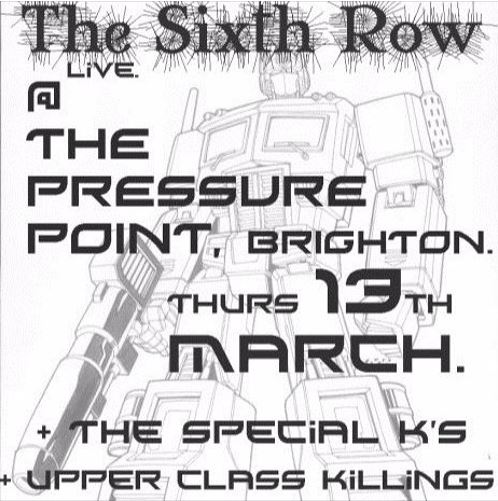 The Sixth Row
LiVE.
@
THE
PRESSURE
POINT, BRIGHTON.
THURS 13TH
MARCH.
+ THE SPECiAL K'S
+ UPPER CLASS KiLLiNGS